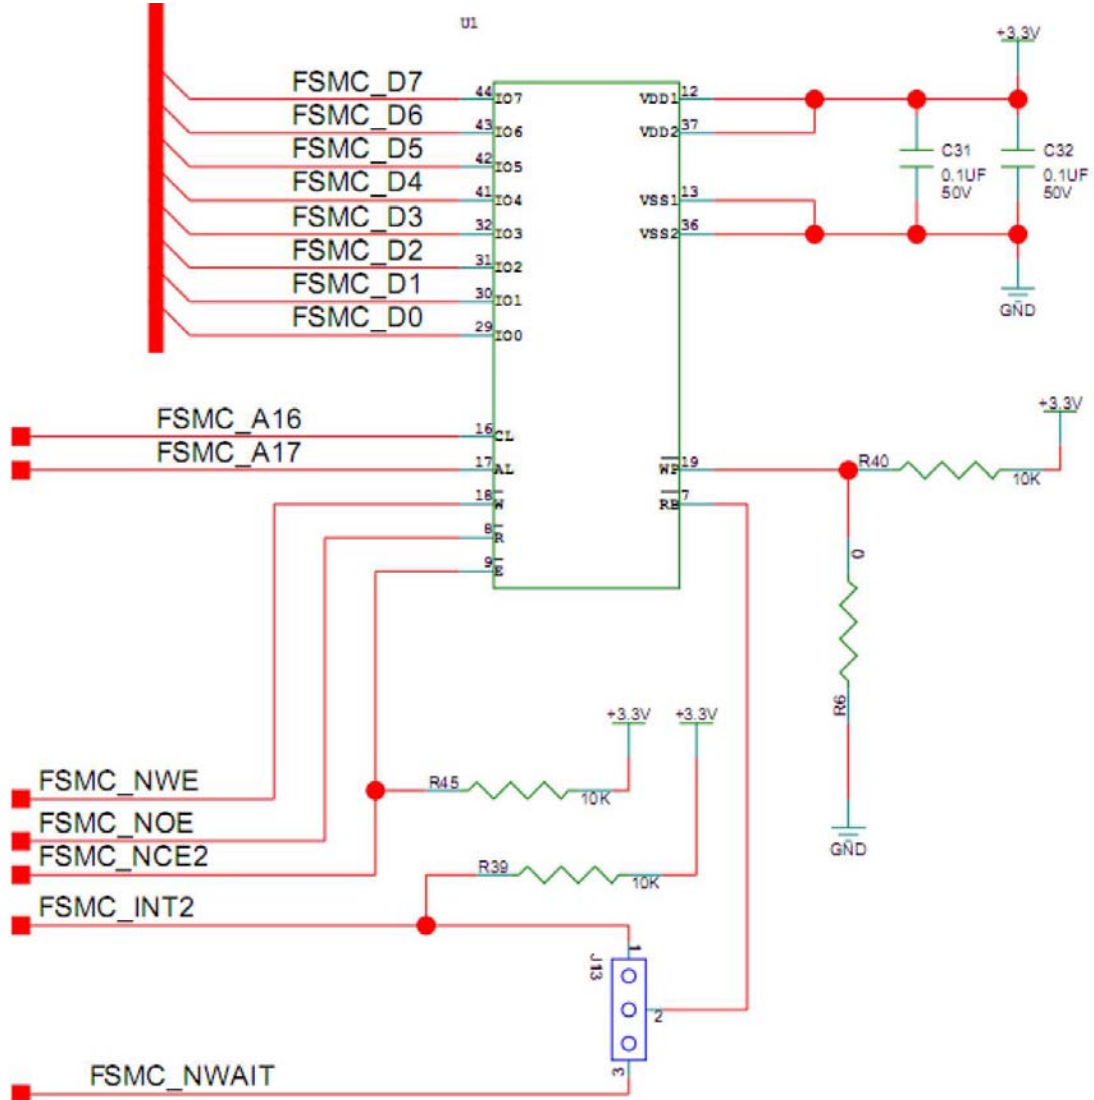 U1
+3.3V
FSMC_D7 44 IO7 VDD1 12
FSMC_D6 43 IO6 VDD2 37
FSMC_D5 42 IO5
C31 0.1UF 50V
C32 0.1UF 50V
FSMC_D4 41 IO4 VSS1 13
FSMC_D3 32 IO3 VSS2 36
FSMC_D2 31 IO2
FSMC_D1 30 IO1
GND
FSMC_D0 29 IO0
+3.3V
FSMC_A16 16 CL
FSMC_A17 17 AL WP 19 R40 10K
18 W RB 7
8 R
9 E
0
R6
+3.3V +3.3V
FSMC_NWE R45 10K
FSMC_NOE
GND
FSMC_NCE2 R39 10K
FSMC_INT2
1
J13
2
3
FSMC_NWAIT